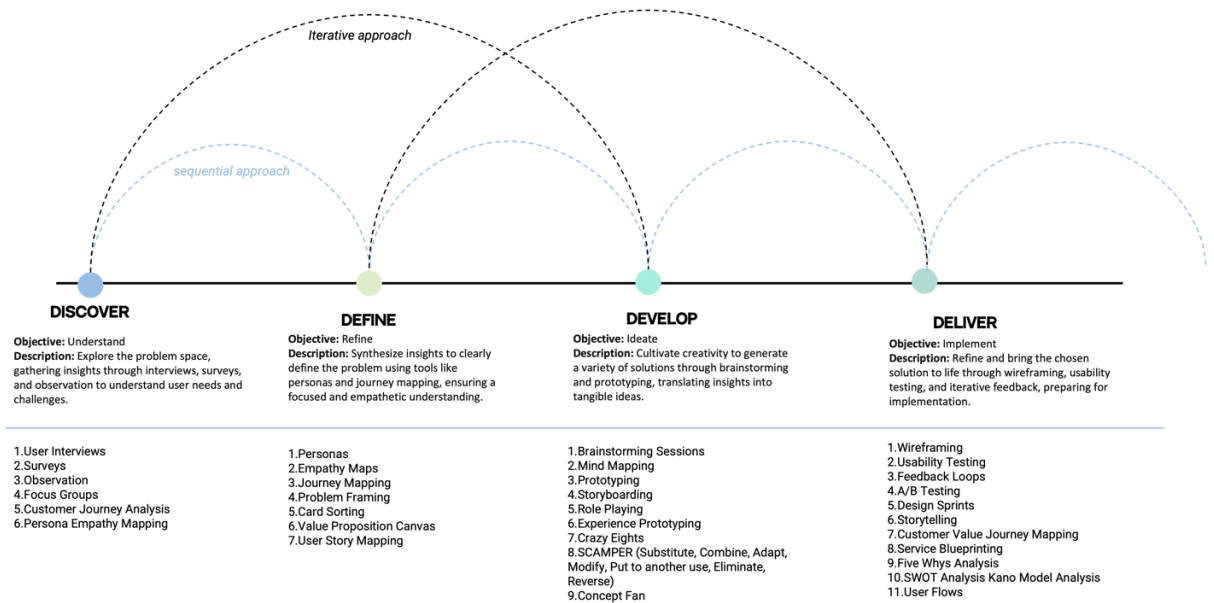 Iterative approach
sequential approach
DISCOVER
Objective: Understand
Description: Explore the problem space,
gathering insights through interviews, surveys,
and observation to understand user needs and
challenges.
DEFINE
Objective: Refine
Description: Synthesize insights to clearly
define the problem using tools like
personas and journey mapping, ensuring a
focused and empathetic understanding.
DEVELOP
Objective: Ideate
Description: Cultivate creativity to generate
a variety of solutions through brainstorming
and prototyping, translating insights into
tangible ideas.
DELIVER
Objective: Implement
Description: Refine and bring the chosen
solution to life through wireframing, usability
testing, and iterative feedback, preparing for
implementation.
1.User Interviews
2.Surveys
3.Observation
4.Focus Groups
5.Customer Journey Analysis
6.Persona Empathy Mapping
1.Personas
2.Empathy Maps
3.Journey Mapping
4.Problem Framing
5.Card Sorting
6.Value Proposition Canvas
7.User Story Mapping
1.Brainstorming Sessions
2.Mind Mapping
3.Prototyping
4.Storyboarding
5.Role Playing
6.Experience Prototyping
7.Crazy Eights
8.SCAMPER (Substitute, Combine, Adapt,
Modify, Put to another use, Eliminate,
Reverse)
9.Concept Fan
1.Wireframing
2.Usability Testing
3.Feedback Loops
4.A/B Testing
5.Design Sprints
6.Storytelling
7.Customer Value Journey Mapping
8.Service Blueprinting
9.Five Whys Analysis
10.SWOT Analysis Kano Model Analysis
11.User Flows